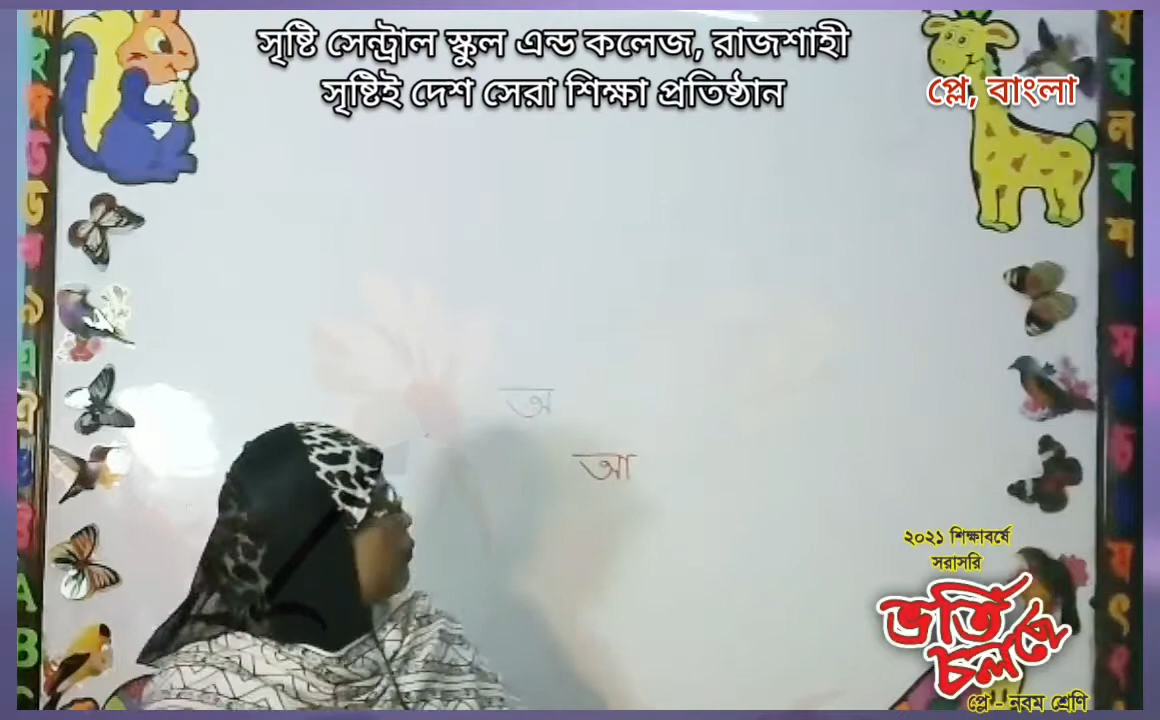 সৃষ্টি সেন্ট্রাল স্কুল এন্ড কলেজ, রাজশাহী
সৃষ্টিই দেশ সেরা শিক্ষা প্রতিষ্ঠান
প্লে, বাংলা
অ
আ
২০২১ শিক্ষাবর্ষে
সরাসরি
ভর্তি
চলছে
প্লে - নবম শ্রেণি
A
B